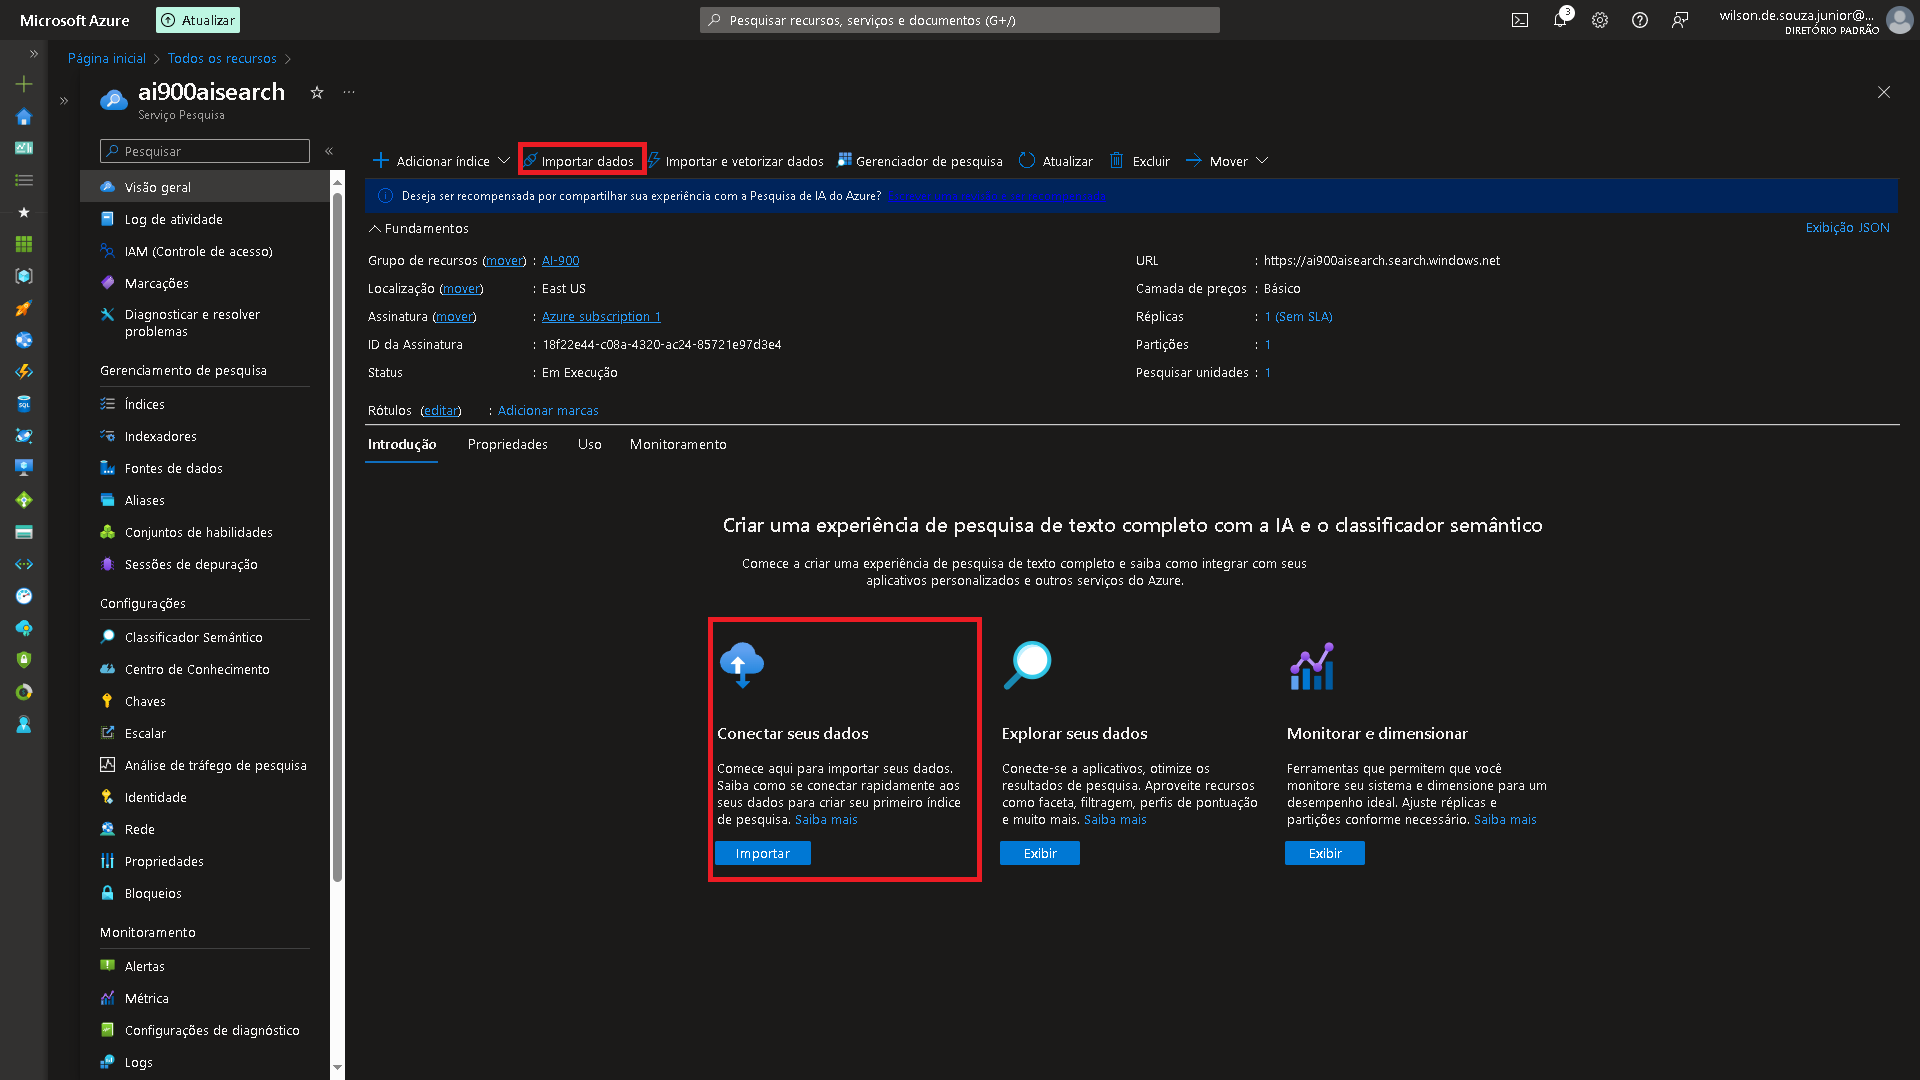 Microsoft Azure
Atualizar
Pesquisar recursos, serviços e documentos (G+/)
3
wilson.de.souza.junior@...
DIRETÓRIO PADRÃO
Página inicial
Todos os recursos
ai900aisearch
Serviço Pesquisa
Pesquisar
Adicionar índice
Importar dados
Importar e vetorizar dados
Gerenciador de pesquisa
Atualizar
Excluir
Mover
Visão geral
Log de atividade
IAM (Controle de acesso)
Marcações
Diagnosticar e resolver
problemas
Gerenciamento de pesquisa
Índices
Indexadores
Fontes de dados
Aliases
Conjuntos de habilidades
Sessões de depuração
Configurações
Classificador Semântico
Centro de Conhecimento
Chaves
Escalar
Análise de tráfego de pesquisa
Identidade
Rede
Propriedades
Bloqueios
Monitoramento
Alertas
Métrica
Configurações de diagnóstico
Logs
Deseja ser recompensada por compartilhar sua experiência com a Pesquisa de IA do Azure?
Fundamentos
Exibição JSON
Grupo de recursos (mover) : AI-900
Localização (mover) : East US
Assinatura (mover) : Azure subscription 1
ID da Assinatura : 18f22e44-c08a-4320-ac24-85721e97d3e4
Status : Em Execução
URL : https://ai900aisearch.search.windows.net
Camada de preços : Básico
Réplicas : 1 (Sem SLA)
Partições : 1
Pesquisar unidades : 1
Rótulos (editar) : Adicionar marcas
Introdução
Propriedades
Uso
Monitoramento
Criar uma experiência de pesquisa de texto completo com a IA e o classificador semântico
Comece a criar uma experiência de pesquisa de texto completo e saiba como integrar com seus
aplicativos personalizados e outros serviços do Azure.
Conectar seus dados
Comece aqui para importar seus dados.
Saiba como se conectar rapidamente aos
seus dados para criar seu primeiro índice
de pesquisa. Saiba mais
Importar
Explorar seus dados
Conecte-se a aplicativos, otimize os
resultados de pesquisa. Aproveite recursos
como faceta, filtragem, perfis de pontuação
e muito mais. Saiba mais
Exibir
Monitorar e dimensionar
Ferramentas que permitem que você
monitore seu sistema e dimensione para um
desempenho ideal. Ajuste réplicas e
partições conforme necessário. Saiba mais
Exibir